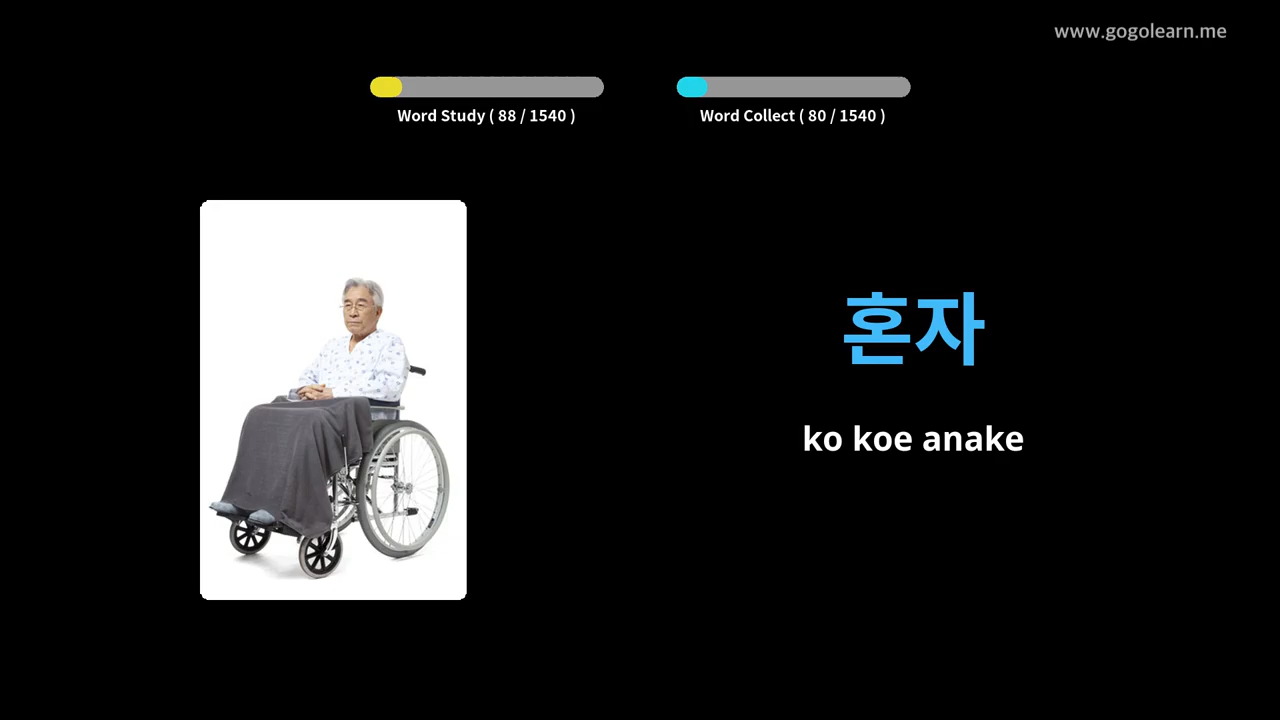 www.gogolearn.me
Word Study ( 88 / 1540 )
Word Collect ( 80 / 1540 )
혼자
ko koe anake